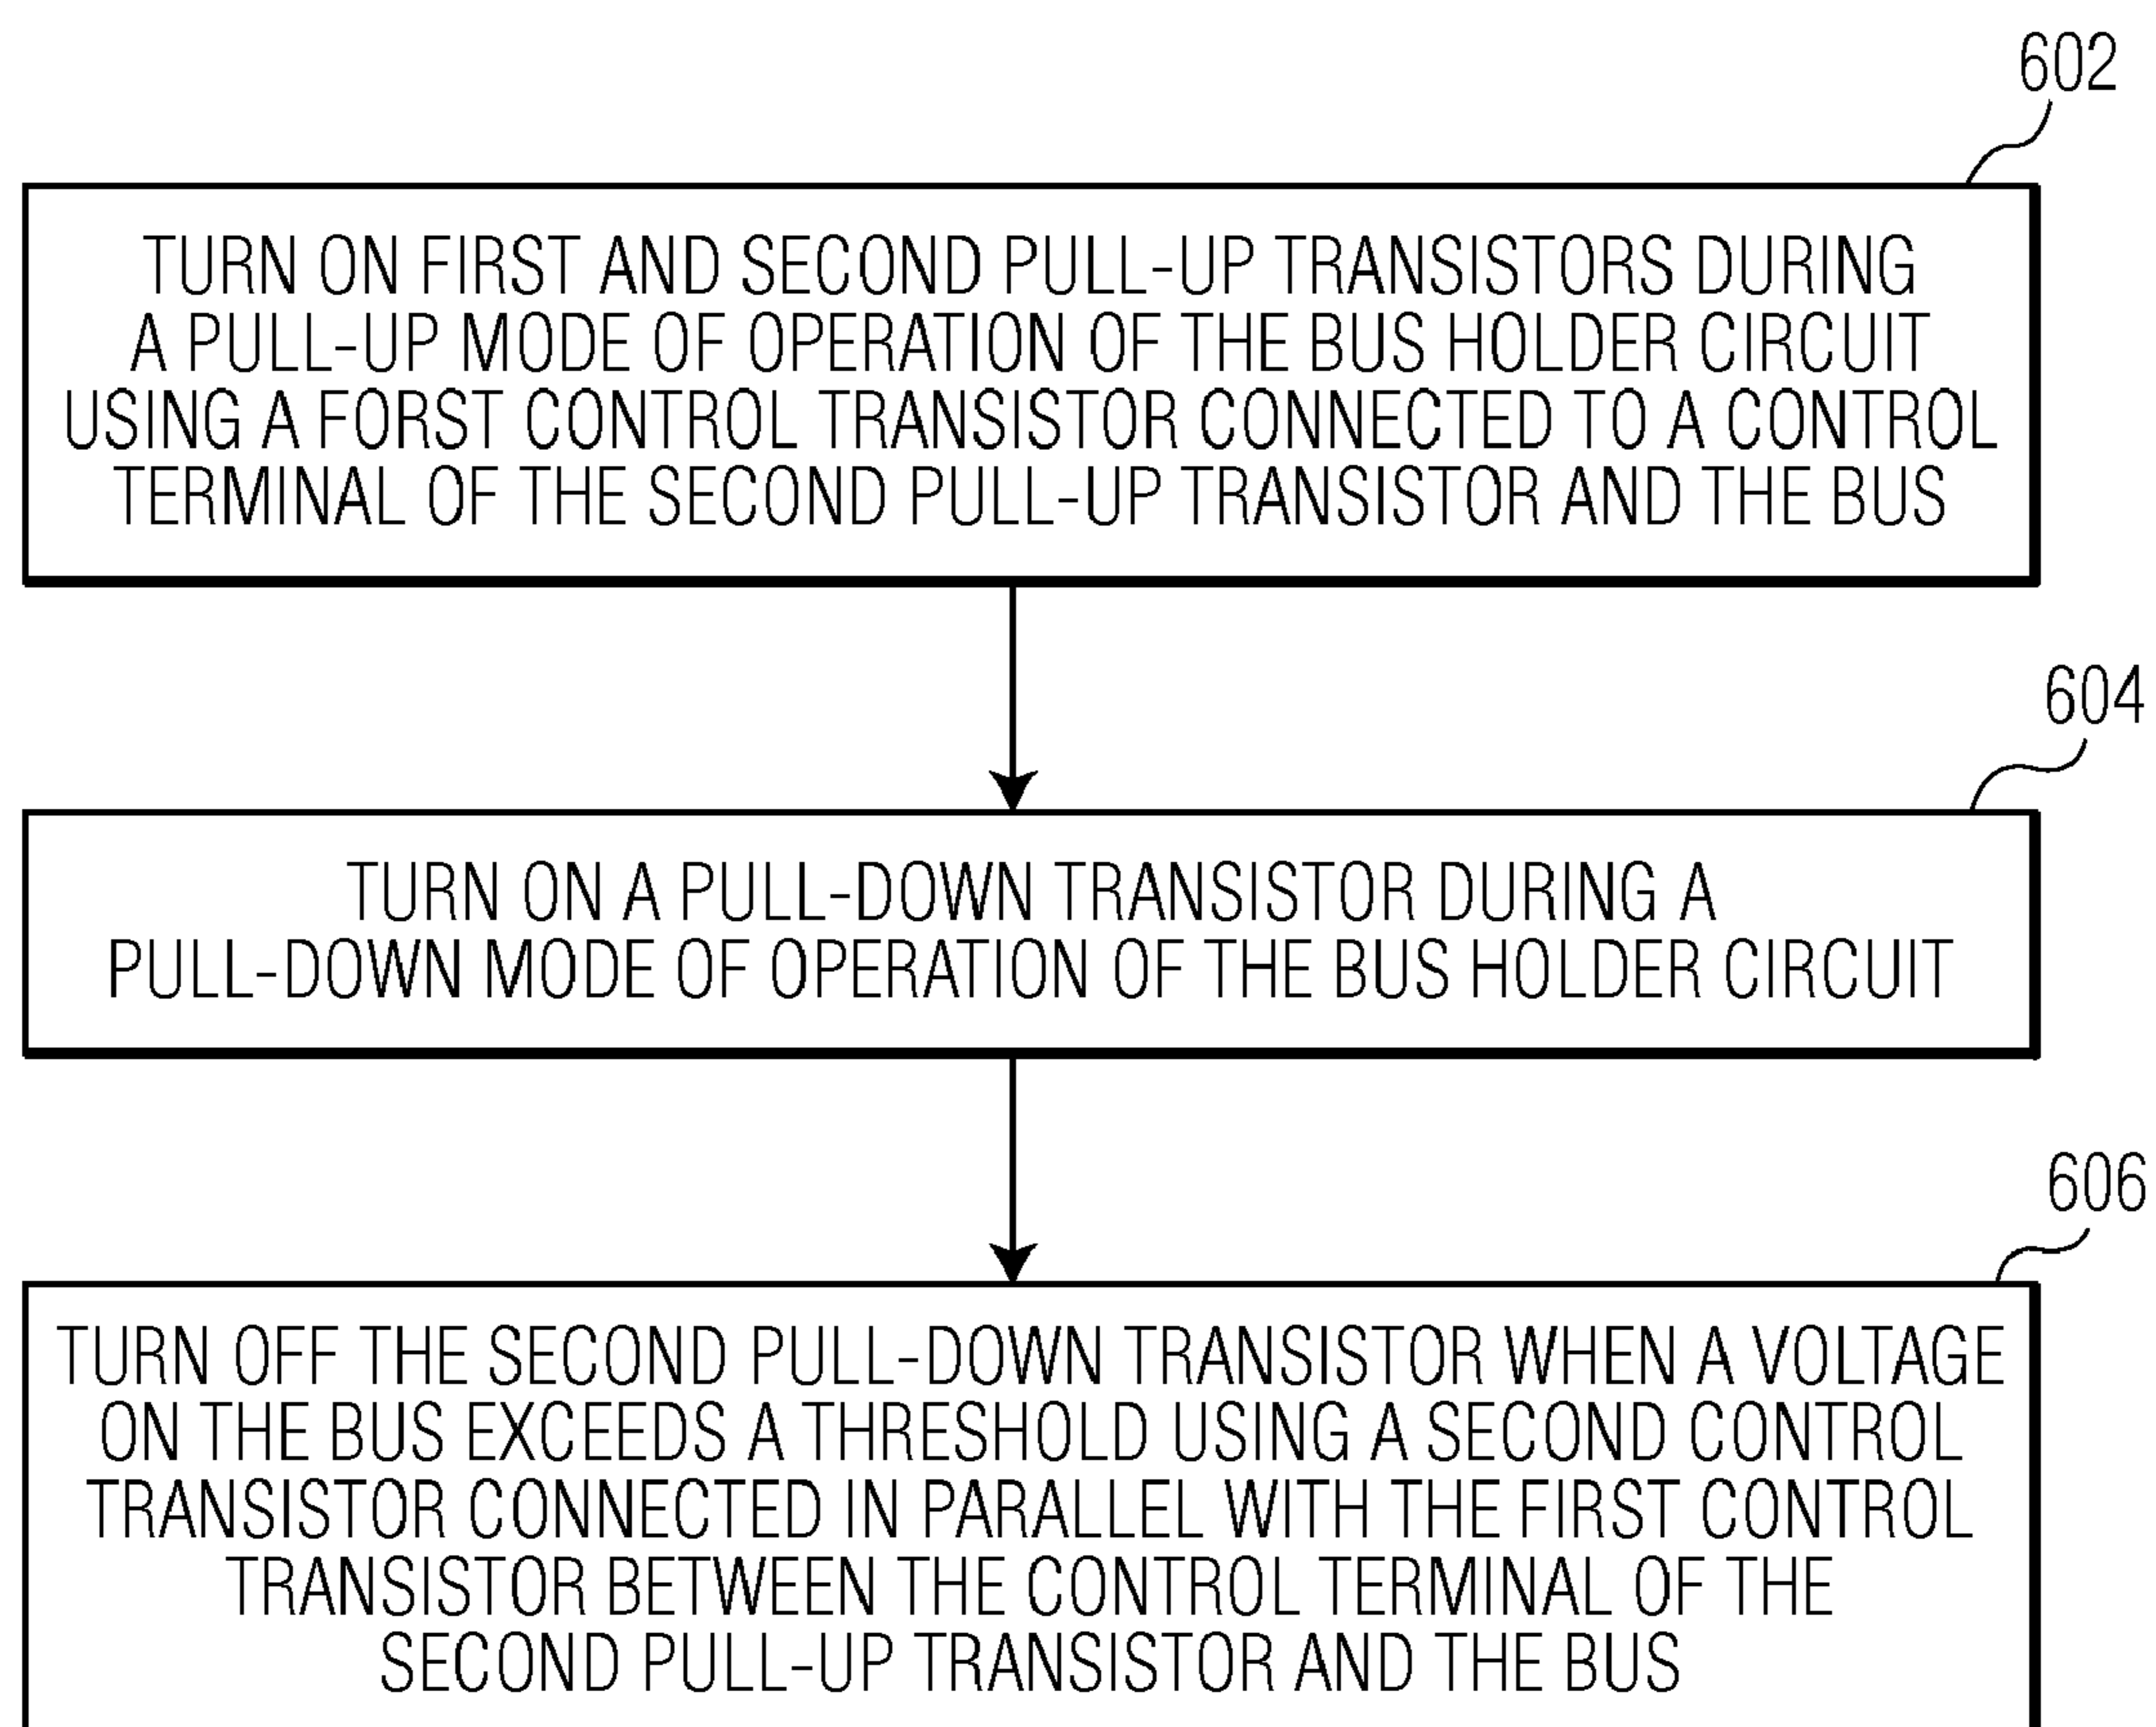 602
TURN ON FIRST AND SECOND PULL-UP TRANSISTORS DURING
A PULL-UP MODE OF OPERATION OF THE BUS HOLDER CIRCUIT
USING A FORST CONTROL TRANSISTOR CONNECTED TO A CONTROL
TERMINAL OF THE SECOND PULL-UP TRANSISTOR AND THE BUS
604
TURN ON A PULL-DOWN TRANSISTOR DURING A
PULL-DOWN MODE OF OPERATION OF THE BUS HOLDER CIRCUIT
606
TURN OFF THE SECOND PULL-DOWN TRANSISTOR WHEN A VOLTAGE
ON THE BUS EXCEEDS A THRESHOLD USING A SECOND CONTROL
TRANSISTOR CONNECTED IN PARALLEL WITH THE FIRST CONTROL
TRANSISTOR BETWEEN THE CONTROL TERMINAL OF THE
SECOND PULL-UP TRANSISTOR AND THE BUS